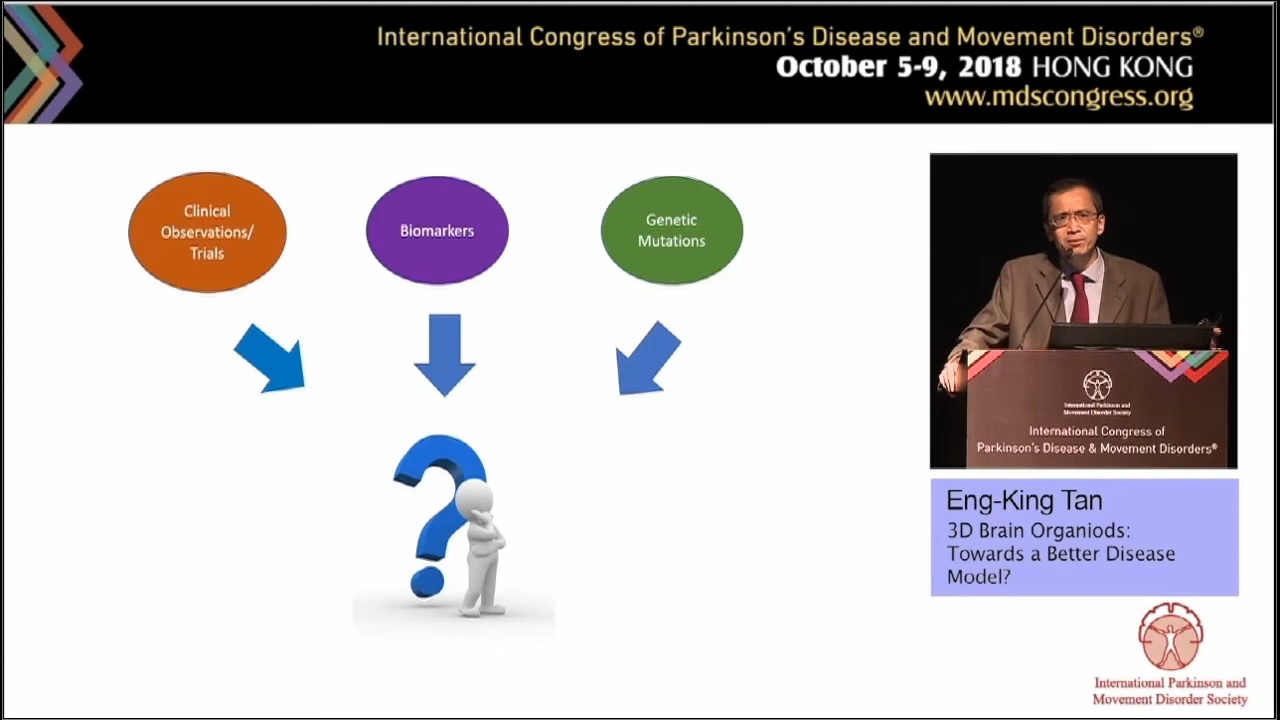 International Congress of Parkinson's Disease and Movement Disorders®
October 5-9, 2018 HONG KONG
www.mdscongress.org
Clinical
Observations/
Trials
Biomarkers
Genetic
Mutations
?
International Parkinson and
Movement Disorder Society
International Congress of
Parkinson's Disease & Movement Disorders®
Eng-King Tan
3D Brain Organiods:
Towards a Better Disease
Model?
International Parkinson and
Movement Disorder Society